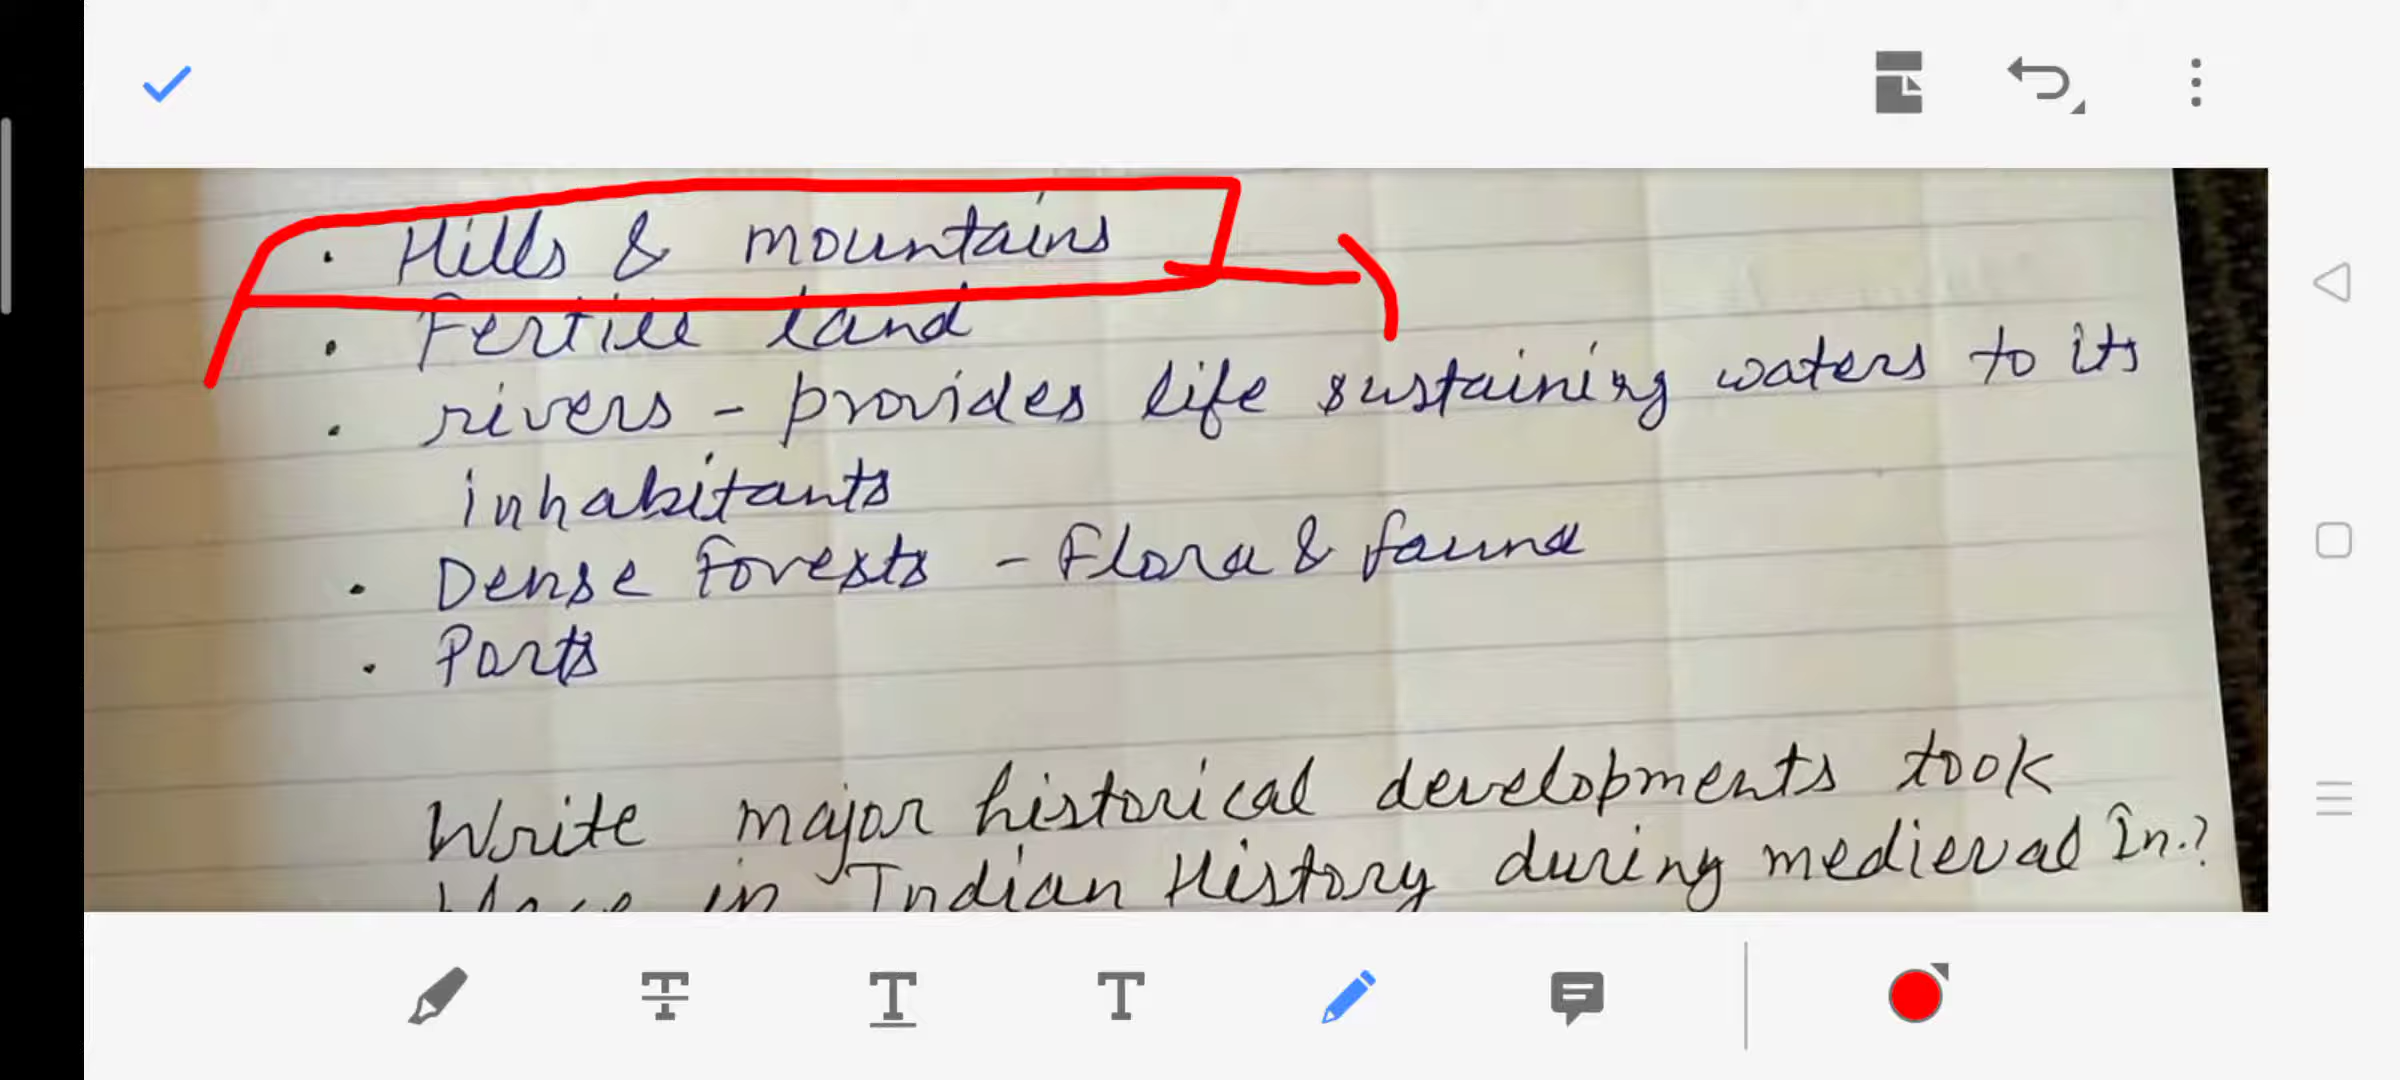 · Hills & mountains
· Fertile land
· rivers - provides life sustaining waters to its
inhabitants
· Dense Forests - Flora & fauna
· Ports
Write major historical developments took
place in Indian History during medieval In.?